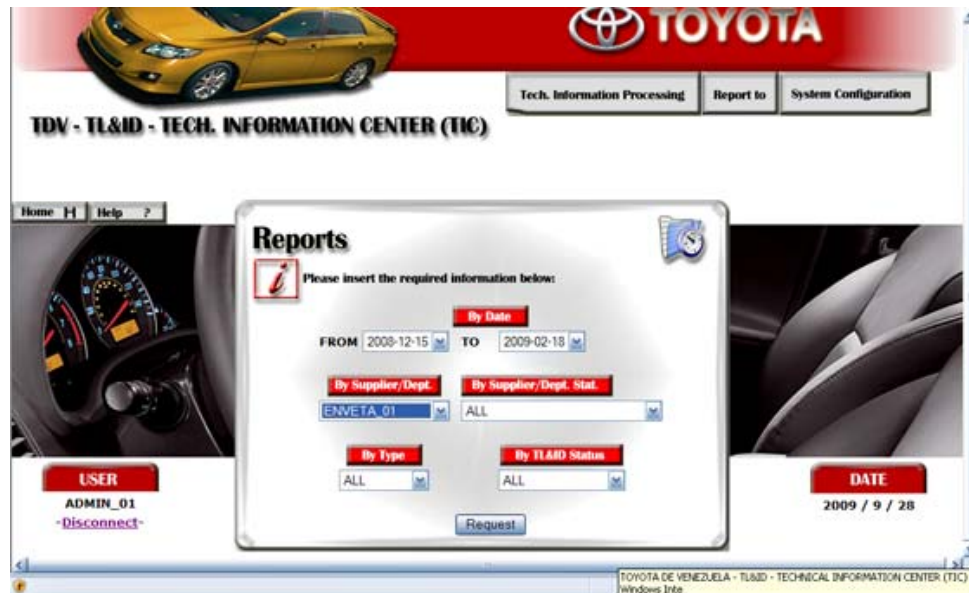 TOYOTA
Tech. Information Processing
Report to
System Configuration
TDV - TL&ID - TECH. INFORMATION CENTER (TIC)
Home
Help ?
Reports
i
Please insert the required information below:
By Date
FROM 2008-12-15 TO 2009-02-18
By Supplier/Dept. By Supplier/Dept. Stat.
ENVETA_01 ALL
By Type By TL&ID Status
ALL ALL
Request
USER
ADMIN_01
-Disconnect-
DATE
2009 / 9 / 28
TOYOTA DE VENEZUELA - TL&ID - TECHNICAL INFORMATION CENTER (TIC)
Windows Inte